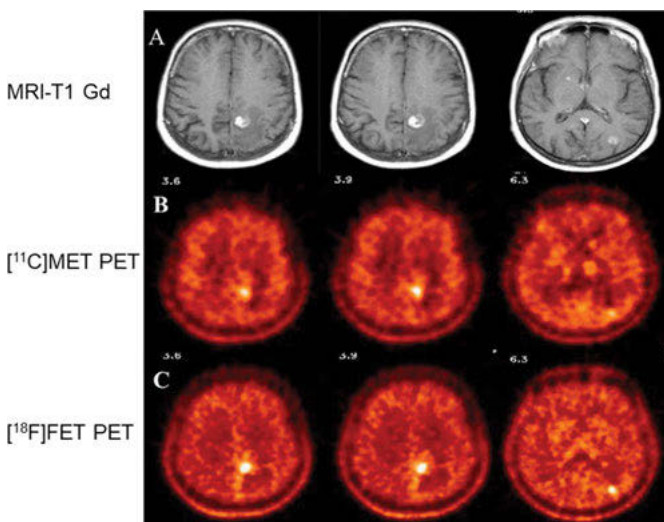 A
MRI-T1 Gd
3.6 3.9 6.3
B
[¹¹C]MET PET
3.6 3.9 6.3
C
[¹⁸F]FET PET